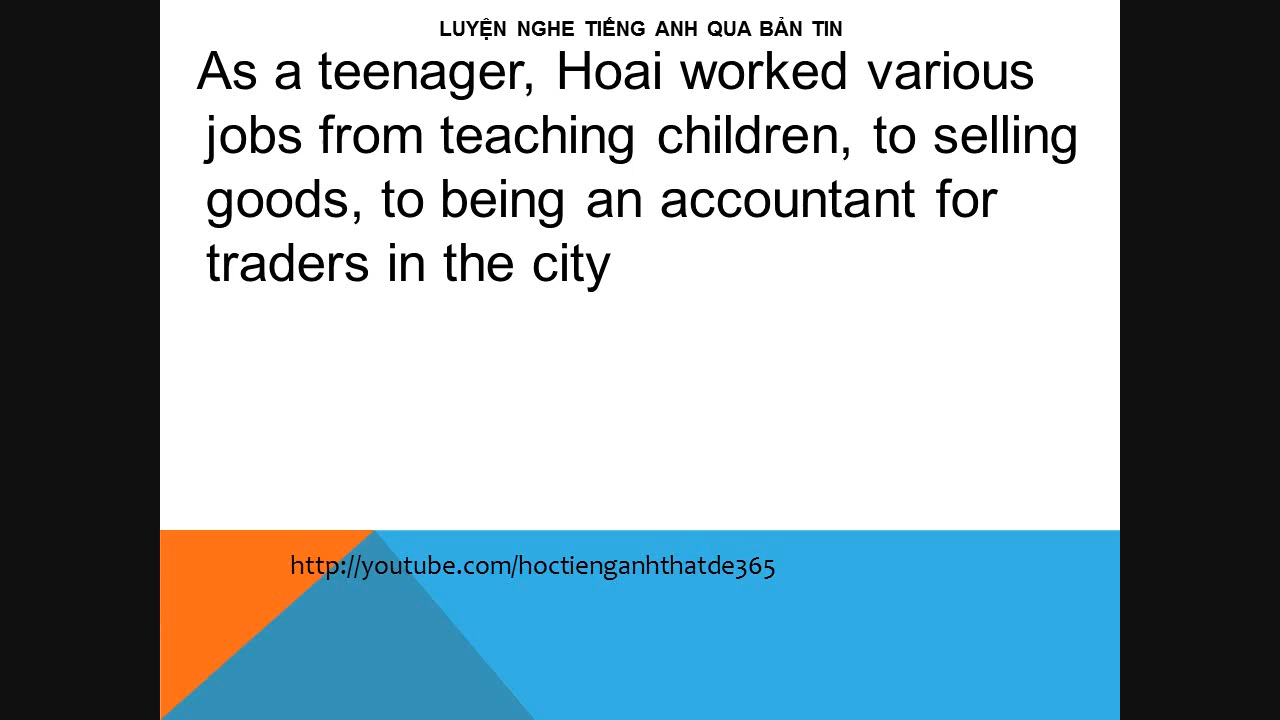 LUYỆN NGHE TIẾNG ANH QUA BẢN TIN
As a teenager, Hoai worked various
jobs from teaching children, to selling
goods, to being an accountant for
traders in the city
http://youtube.com/hoctienganhthatde365